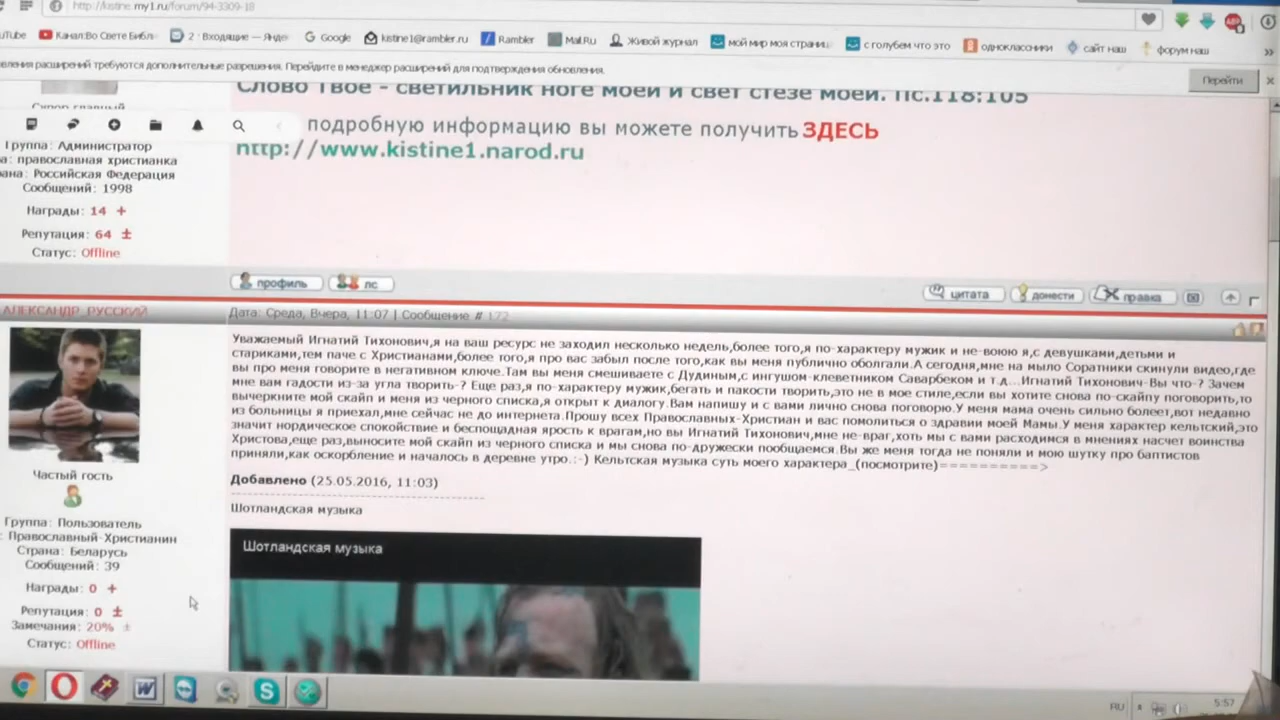 http://kistine.my1.ru/forum/94-3309-18
uTube Канал:Во Свете Библ 2 · Входящие — Янде Google kistine1@rambler.ru Rambler Mail.Ru Живой журнал мой мир моя страниц с голубем что это одноклассники сайт наш форум наш »
вления расширений требуются дополнительные разрешения. Перейдите в менеджер расширений для подтверждения обновления. Перейти
Слово Твое - светильник ноге моей и свет стезе моей. Пс.118:105
Супер главный
подробную информацию вы можете получить ЗДЕСЬ
http://www.kistine1.narod.ru
Группа: Администратор
а: православная христианка
рана: Российская Федерация
Сообщений: 1998
Награды: 14 +
Репутация: 64 ±
Статус: Offline
профиль лс цитата донести правка
АЛЕКСАНДР_РУССКИЙ Дата: Среда, Вчера, 11:07 | Сообщение # 172
Уважаемый Игнатий Тихонович,я на ваш ресурс не заходил несколько недель,более того,я по-характеру мужик и не-воюю я,с девушками,детьми и
стариками,тем паче с Христианами,более того,я про вас забыл после того,как вы меня публично оболгали.А сегодня,мне на мыло Соратники скинули видео,где
вы про меня говорите в негативном ключе.Там вы меня смешиваете с Дудиным,с ингушом-клеветником Саварбеком и т.д...Игнатий Тихонович-Вы что-? Зачем
мне вам гадости из-за угла творить-? Еще раз,я по-характеру мужик,бегать и пакости творить,это не в мое стиле,если вы хотите снова по-скайпу поговорить,то
вычеркните мой скайп и меня из черного списка,я открыт к диалогу.Вам напишу и с вами лично снова поговорю.У меня мама очень сильно болеет,вот недавно
из больницы я приехал,мне сейчас не до интернета.Прошу всех Православных-Христиан и вас помолиться о здравии моей Мамы.У меня характер кельтский,это
значит нордическое спокойствие и беспощадная ярость к врагам,но вы Игнатий Тихонович,мне не-враг,хоть мы с вами расходимся в мнениях насчет воинства
Христова,еще раз,выносите мой скайп из черного списка и мы снова по-дружески пообщаемся.Вы же меня тогда не поняли и мою шутку про баптистов
приняли,как оскорбление и началось в деревне утро.:-) Кельтская музыка суть моего характера_(посмотрите)==========>
Добавлено (25.05.2016, 11:03)
---------------------------------------------
Шотландская музыка
Шотландская музыка
Частый гость
Группа: Пользователь
: Православный-Христианин
Страна: Беларусь
Сообщений: 39
Награды: 0 +
Репутация: 0 ±
Замечания: 20% ±
Статус: Offline
RU 5:57